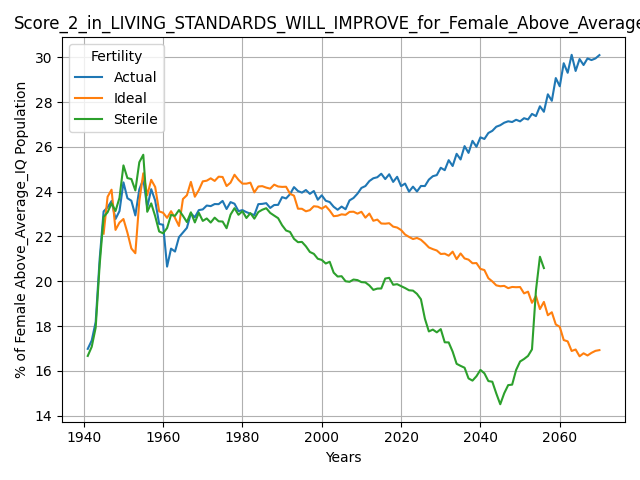 Score_2_in_LIVING_STANDARDS_WILL_IMPROVE_for_Female_Above_Average
% of Female Above_Average_IQ Population
30
28
26
24
22
20
18
16
14
Fertility
Actual
Ideal
Sterile
1940
1960
1980
2000
2020
2040
2060
Years